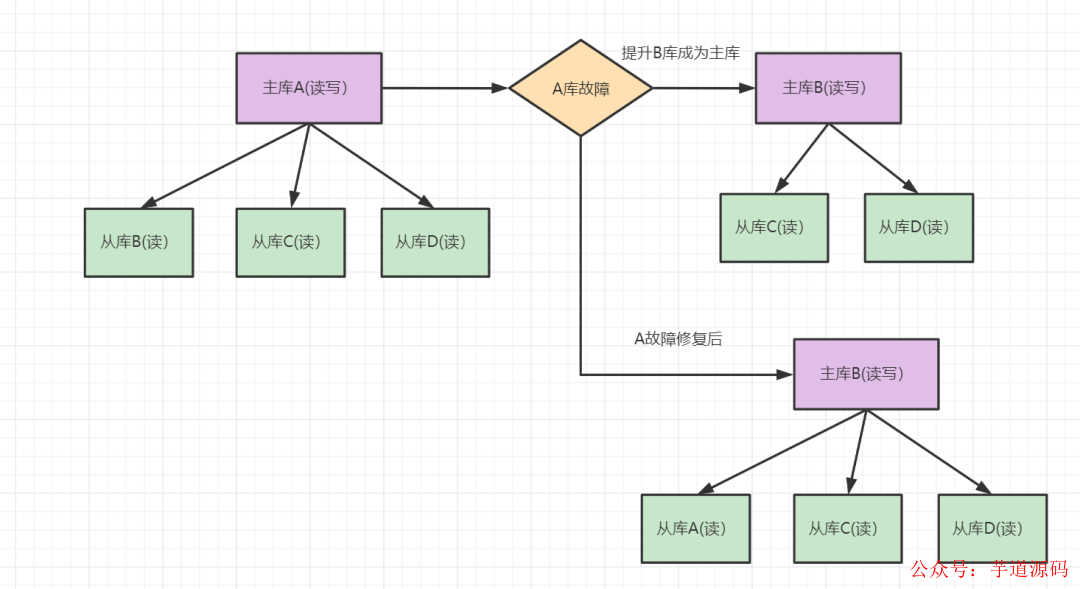 提升B库成为主库
主库A(读写)
A库故障
主库B(读写)
从库B(读)
从库C(读)
从库D(读)
从库C(读)
从库D(读)
A故障修复后
主库B(读写)
从库A(读)
从库C(读)
从库D(读)
公众号：芋道源码